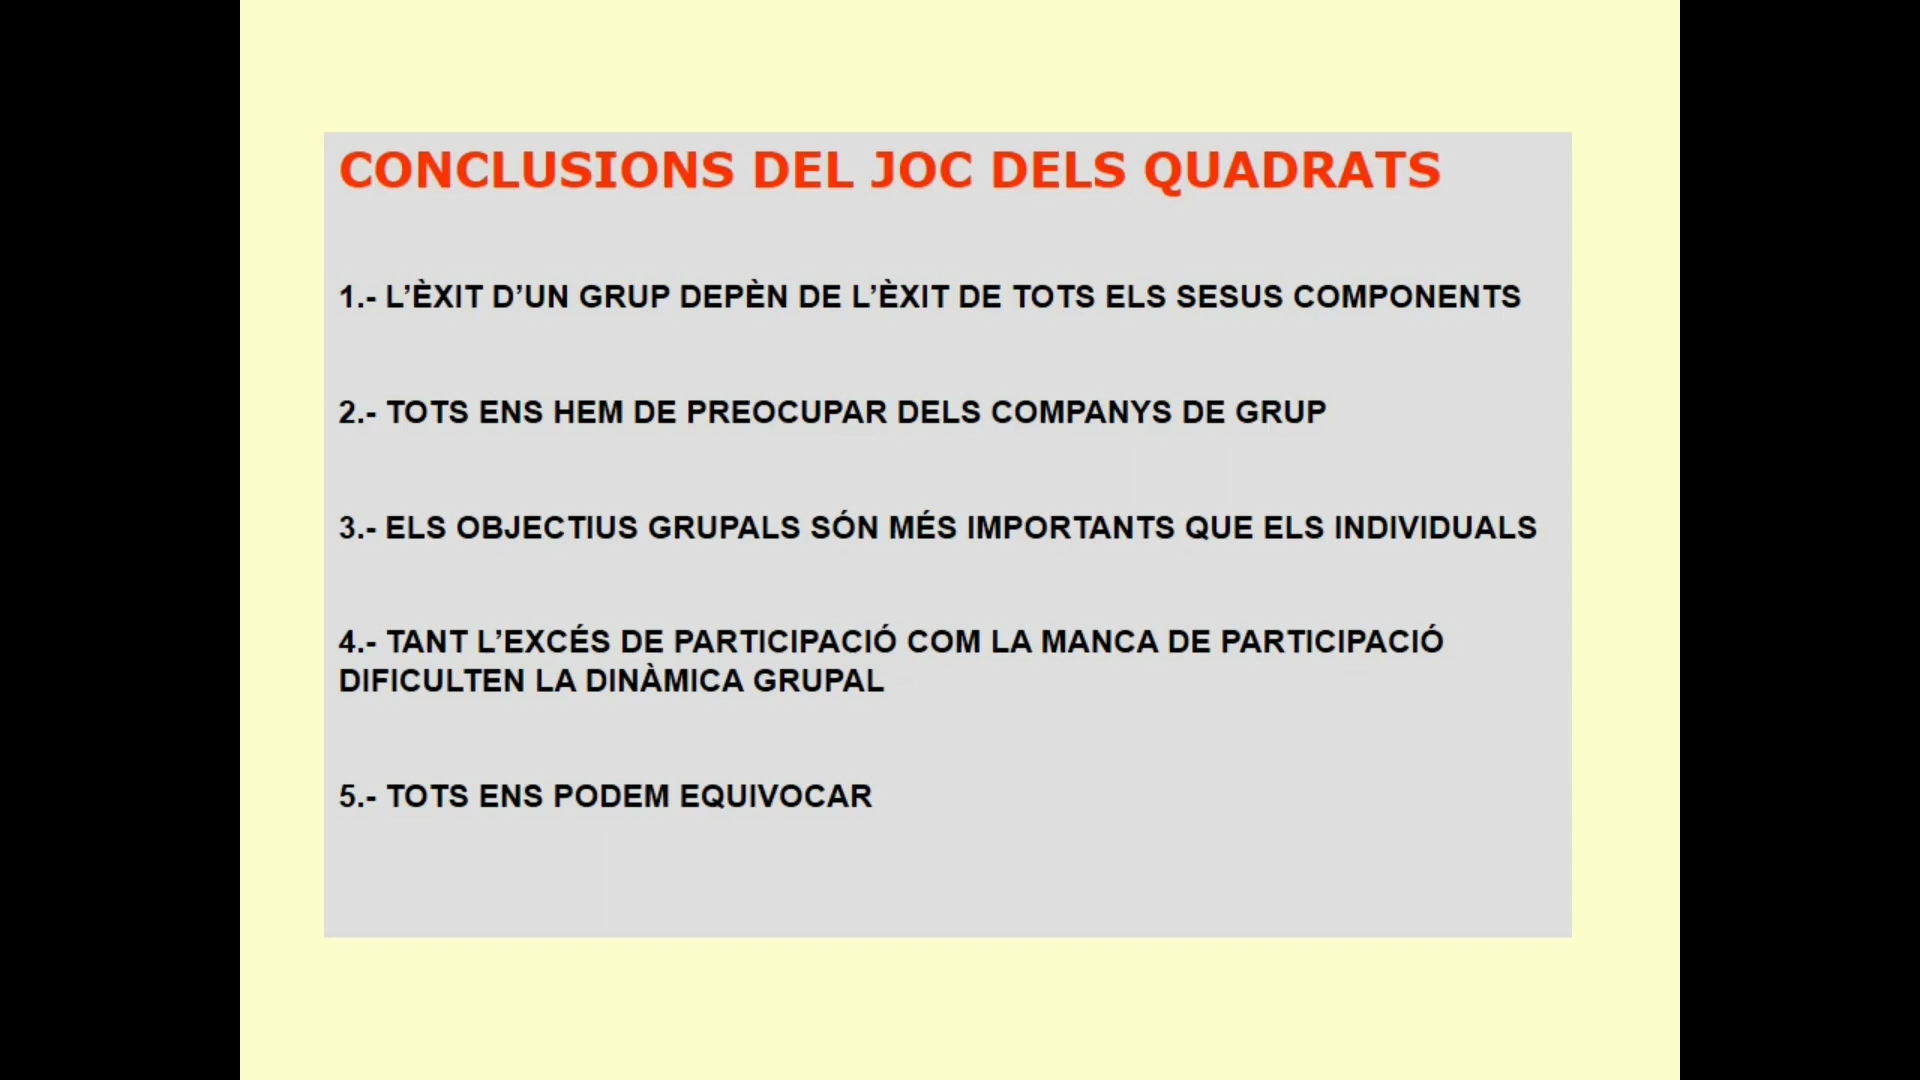 CONCLUSIONS DEL JOC DELS QUADRATS
1.- L’ÈXIT D’UN GRUP DEPÈN DE L’ÈXIT DE TOTS ELS SESUS COMPONENTS
2.- TOTS ENS HEM DE PREOCUPAR DELS COMPANYS DE GRUP
3.- ELS OBJECTIUS GRUPALS SÓN MÉS IMPORTANTS QUE ELS INDIVIDUALS
4.- TANT L’EXCÉS DE PARTICIPACIÓ COM LA MANCA DE PARTICIPACIÓ
DIFICULTEN LA DINÀMICA GRUPAL
5.- TOTS ENS PODEM EQUIVOCAR